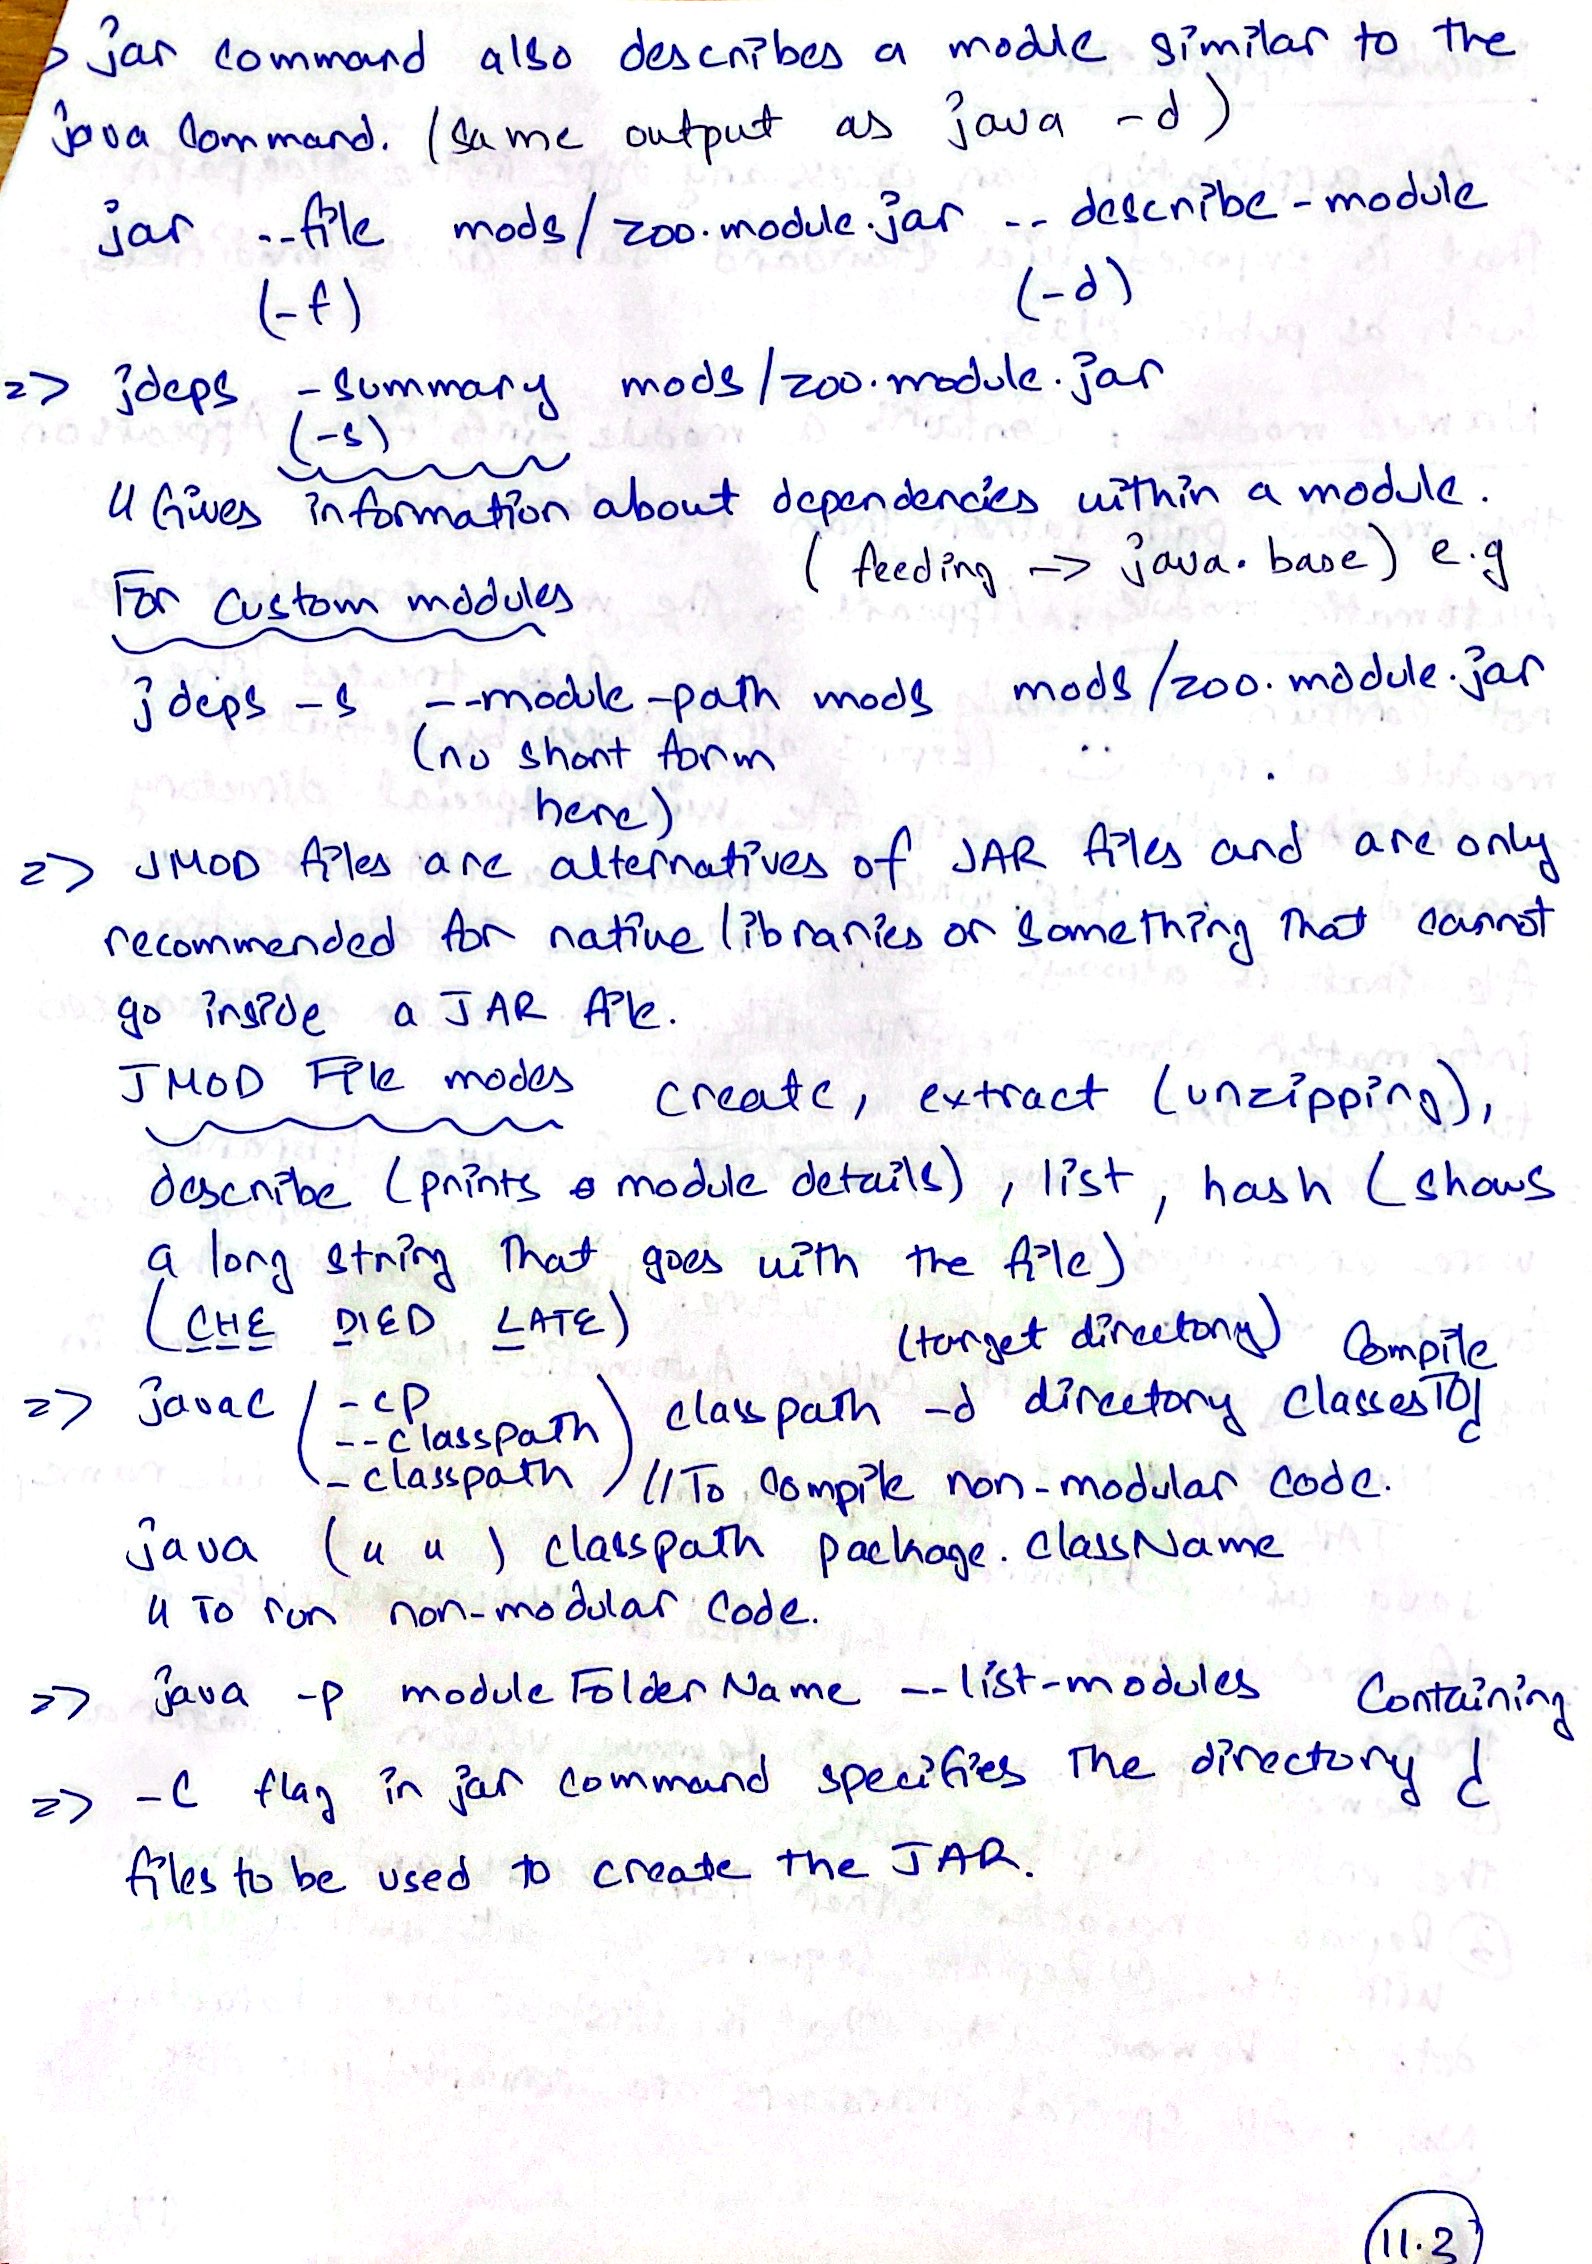 => jar command also describes a module similar to the
java command. (same output as java -d)
jar --file mods/zoo.module.jar --describe-module
(-f) (-d)
=> jdeps -summary mods/zoo.module.jar
(-s)
// Gives information about dependencies within a module.
(feeding -> java.base) e.g
For custom modules
jdeps -s --module-path mods mods/zoo.module.jar
(no short form
here)
=> JMOD files are alternatives of JAR files and are only
recommended for native libraries or something that cannot
go inside a JAR file.
JMOD File modes create, extract (unzipping),
describe (prints module details), list, hash (shows
a long string that goes with the file)
(CHE DIED LATE) (target directory)
=> javac (-cp classpath -d directory classesToCompile
--classpath
-classpath) // To compile non-modular code.
java (" ") classpath package.className
// To run non-modular code.
=> java -p moduleFolderName --list-modules
=> -C flag in jar command specifies the directory containing
files to be used to create the JAR.
11.3